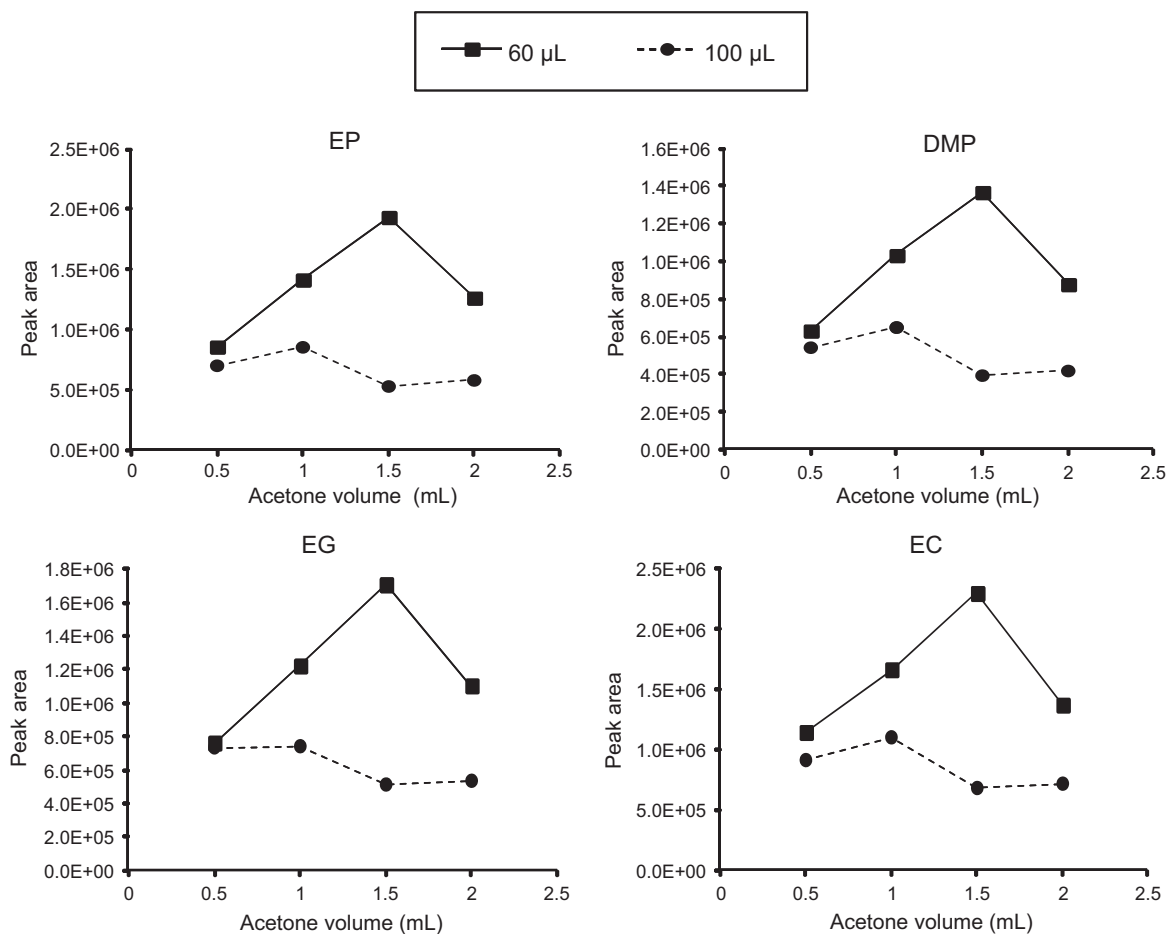 60 µL 100 µL
EP
2.5E+06
2.0E+06
1.5E+06
1.0E+06
5.0E+05
0.0E+00
Peak area
0 0.5 1 1.5 2 2.5
Acetone volume (mL)
DMP
1.6E+06
1.4E+06
1.2E+06
1.0E+06
8.0E+05
6.0E+05
4.0E+05
2.0E+05
0.0E+00
Peak area
0 0.5 1 1.5 2 2.5
Acetone volume (mL)
EG
1.8E+06
1.6E+06
1.4E+06
1.2E+06
1.0E+06
8.0E+05
6.0E+05
4.0E+05
2.0E+05
0.0E+00
Peak area
0 0.5 1 1.5 2 2.5
Acetone volume (mL)
EC
2.5E+06
2.0E+06
1.5E+06
1.0E+06
5.0E+05
0.0E+00
Peak area
0 0.5 1 1.5 2 2.5
Acetone volume (mL)